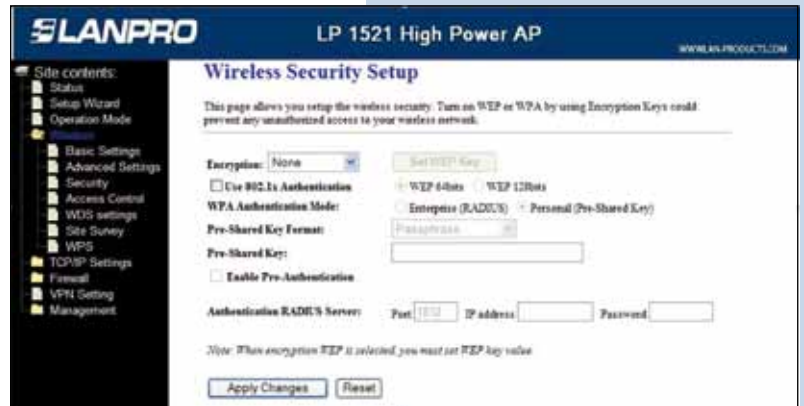 LANPRO
LP 1521 High Power AP
WWW.LAN-PRODUCTS.COM
Site contents:
Status
Setup Wizard
Operation Mode
Wireless
Basic Settings
Advanced Settings
Security
Access Control
WDS settings
Site Survey
WPS
TCP/IP Settings
Firewall
VPN Setting
Management
Wireless Security Setup
This page allows you setup the wireless security. Turn on WEP or WPA by using Encryption Keys could
prevent any unauthorized access to your wireless network.
Encryption: None Set WEP Key
Use 802.1x Authentication WEP 64bits WEP 128bits
WPA Authentication Mode: Enterprise (RADIUS) Personal (Pre-Shared Key)
Pre-Shared Key Format: Passphrase
Pre-Shared Key:
Enable Pre-Authentication
Authentication RADIUS Server: Port 1812 IP address Password
Note: When encryption WEP is selected, you must set WEP key value.
Apply Changes Reset